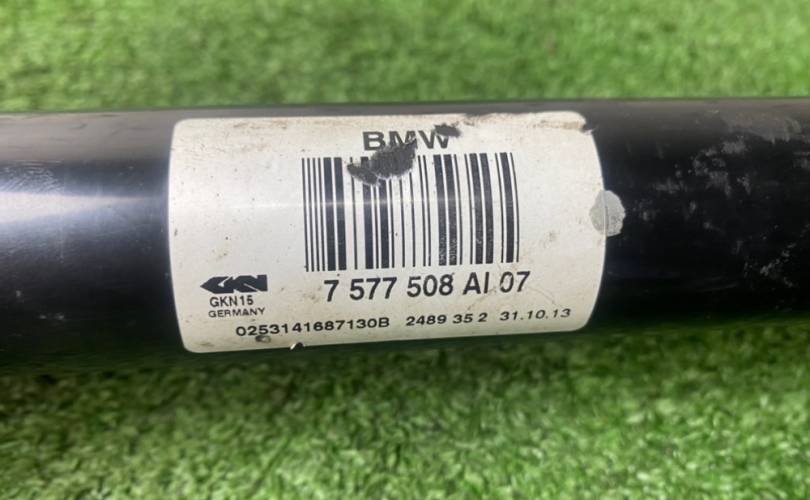 BMW
7 577 508 AI 07
GKN
GKN15
GERMANY
0253141687130B 2489 35 2 31.10.13